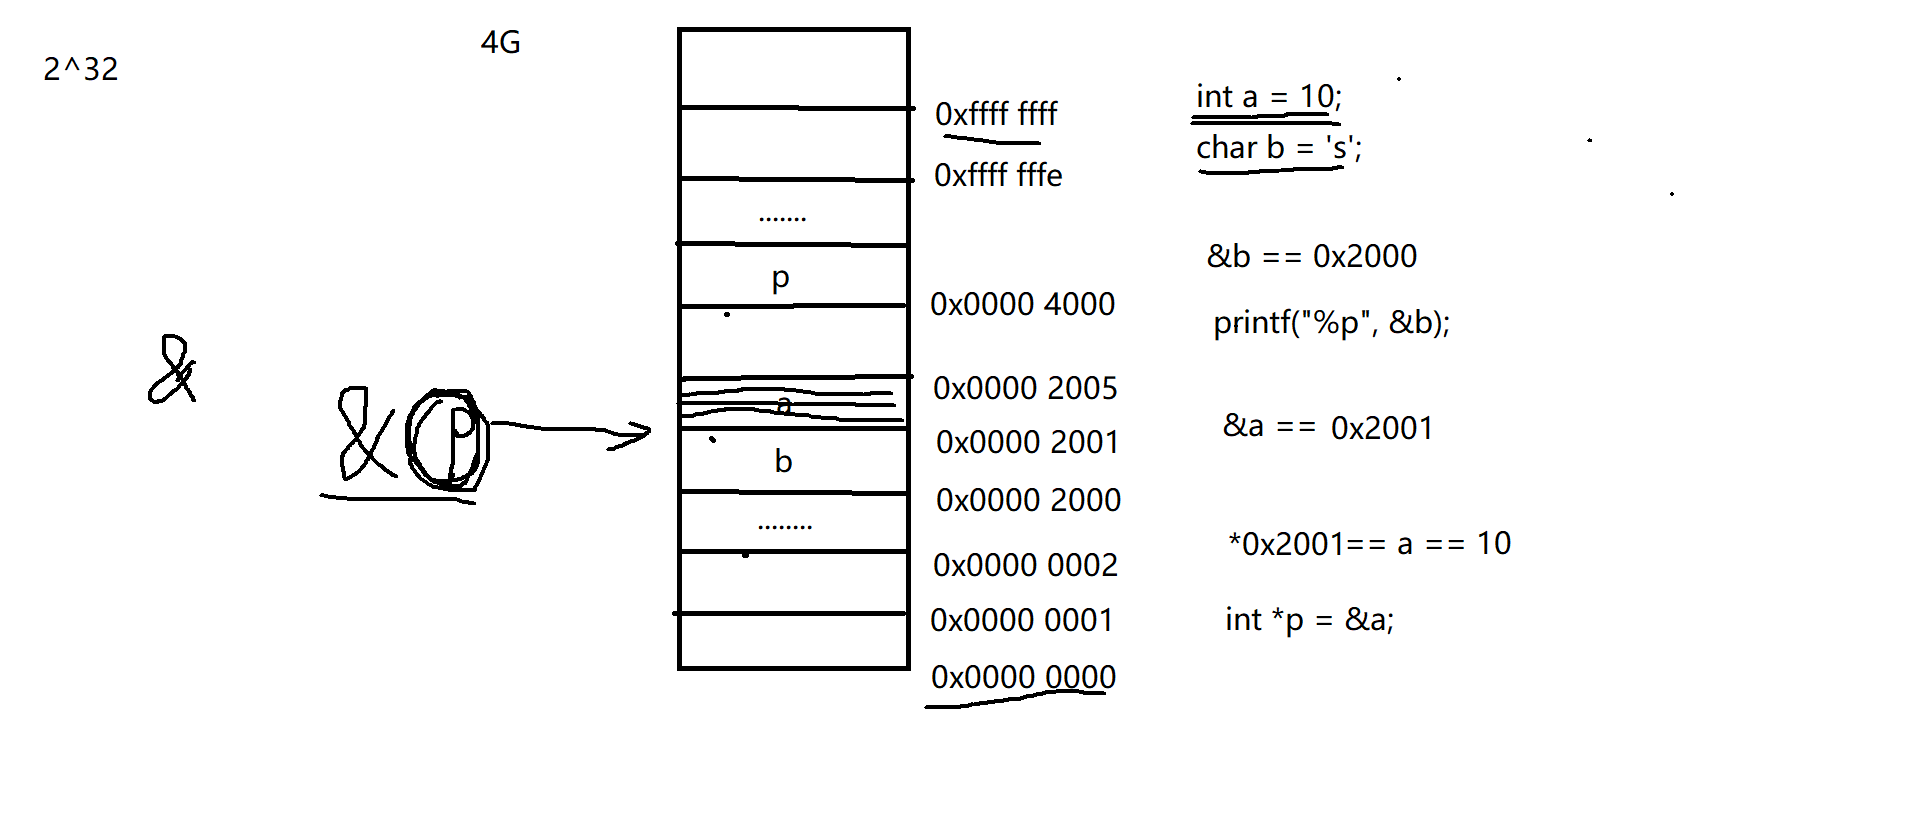 2^32
4G
0xffff ffff
0xffff fffe
.......
p
0x0000 4000
0x0000 2005
a
0x0000 2001
b
0x0000 2000
........
0x0000 0002
0x0000 0001
0x0000 0000
&
&p
int a = 10;
char b = 's';
&b == 0x2000
printf("%p", &b);
&a == 0x2001
*0x2001== a == 10
int *p = &a;